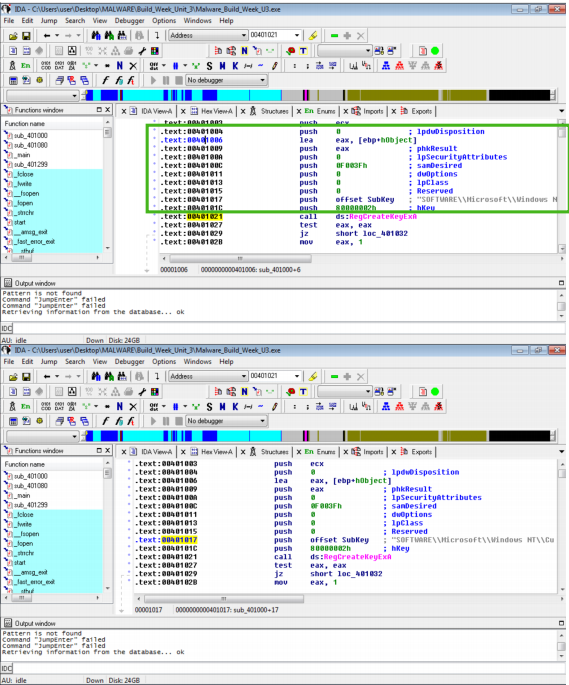 IDA - C:\Users\user\Desktop\MALWARE\Build_Week_Unit_3\Malware_Build_Week_U3.exe
File Edit Jump Search View Debugger Options Windows Help
Address 00401021
No debugger
Functions window
IDA View-A Hex View-A Structures Enums Imports Exports
Function name
sub_401000
sub_401080
_main
sub_401299
_fclose
_fwrite
__fsopen
_fopen
_strchr
start
__amsg_exit
_fast_error_exit
.text:00401003 push ecx
.text:00401004 push 0 ; lpdwDisposition
.text:00401006 lea eax, [ebp+hObject]
.text:00401009 push eax ; phkResult
.text:0040100A push 0 ; lpSecurityAttributes
.text:0040100C push 0F003Fh ; samDesired
.text:00401011 push 0 ; dwOptions
.text:00401013 push 0 ; lpClass
.text:00401015 push 0 ; Reserved
.text:00401017 push offset SubKey ; "SOFTWARE\\Microsoft\\Windows N
.text:0040101C push 80000002h ; hKey
.text:00401021 call ds:RegCreateKeyExA
.text:00401027 test eax, eax
.text:00401029 jz short loc_401032
.text:0040102B mov eax, 1
00001006 0000000000401006: sub_401000+6
Output window
Pattern is not found
Command "JumpEnter" failed
Command "JumpEnter" failed
Retrieving information from the database... ok
IDC
AU: idle Down Disk: 24GB
IDA - C:\Users\user\Desktop\MALWARE\Build_Week_Unit_3\Malware_Build_Week_U3.exe
File Edit Jump Search View Debugger Options Windows Help
Address 00401021
No debugger
Functions window
IDA View-A Hex View-A Structures Enums Imports Exports
Function name
sub_401000
sub_401080
_main
sub_401299
_fclose
_fwrite
__fsopen
_fopen
_strchr
start
__amsg_exit
_fast_error_exit
.text:00401003 push ecx
.text:00401004 push 0 ; lpdwDisposition
.text:00401006 lea eax, [ebp+hObject]
.text:00401009 push eax ; phkResult
.text:0040100A push 0 ; lpSecurityAttributes
.text:0040100C push 0F003Fh ; samDesired
.text:00401011 push 0 ; dwOptions
.text:00401013 push 0 ; lpClass
.text:00401015 push 0 ; Reserved
.text:00401017 push offset SubKey ; "SOFTWARE\\Microsoft\\Windows NT\\Cu
.text:0040101C push 80000002h ; hKey
.text:00401021 call ds:RegCreateKeyExA
.text:00401027 test eax, eax
.text:00401029 jz short loc_401032
.text:0040102B mov eax, 1
00001017 0000000000401017: sub_401000+17
Output window
Pattern is not found
Command "JumpEnter" failed
Command "JumpEnter" failed
Retrieving information from the database... ok
IDC
AU: idle Down Disk: 24GB